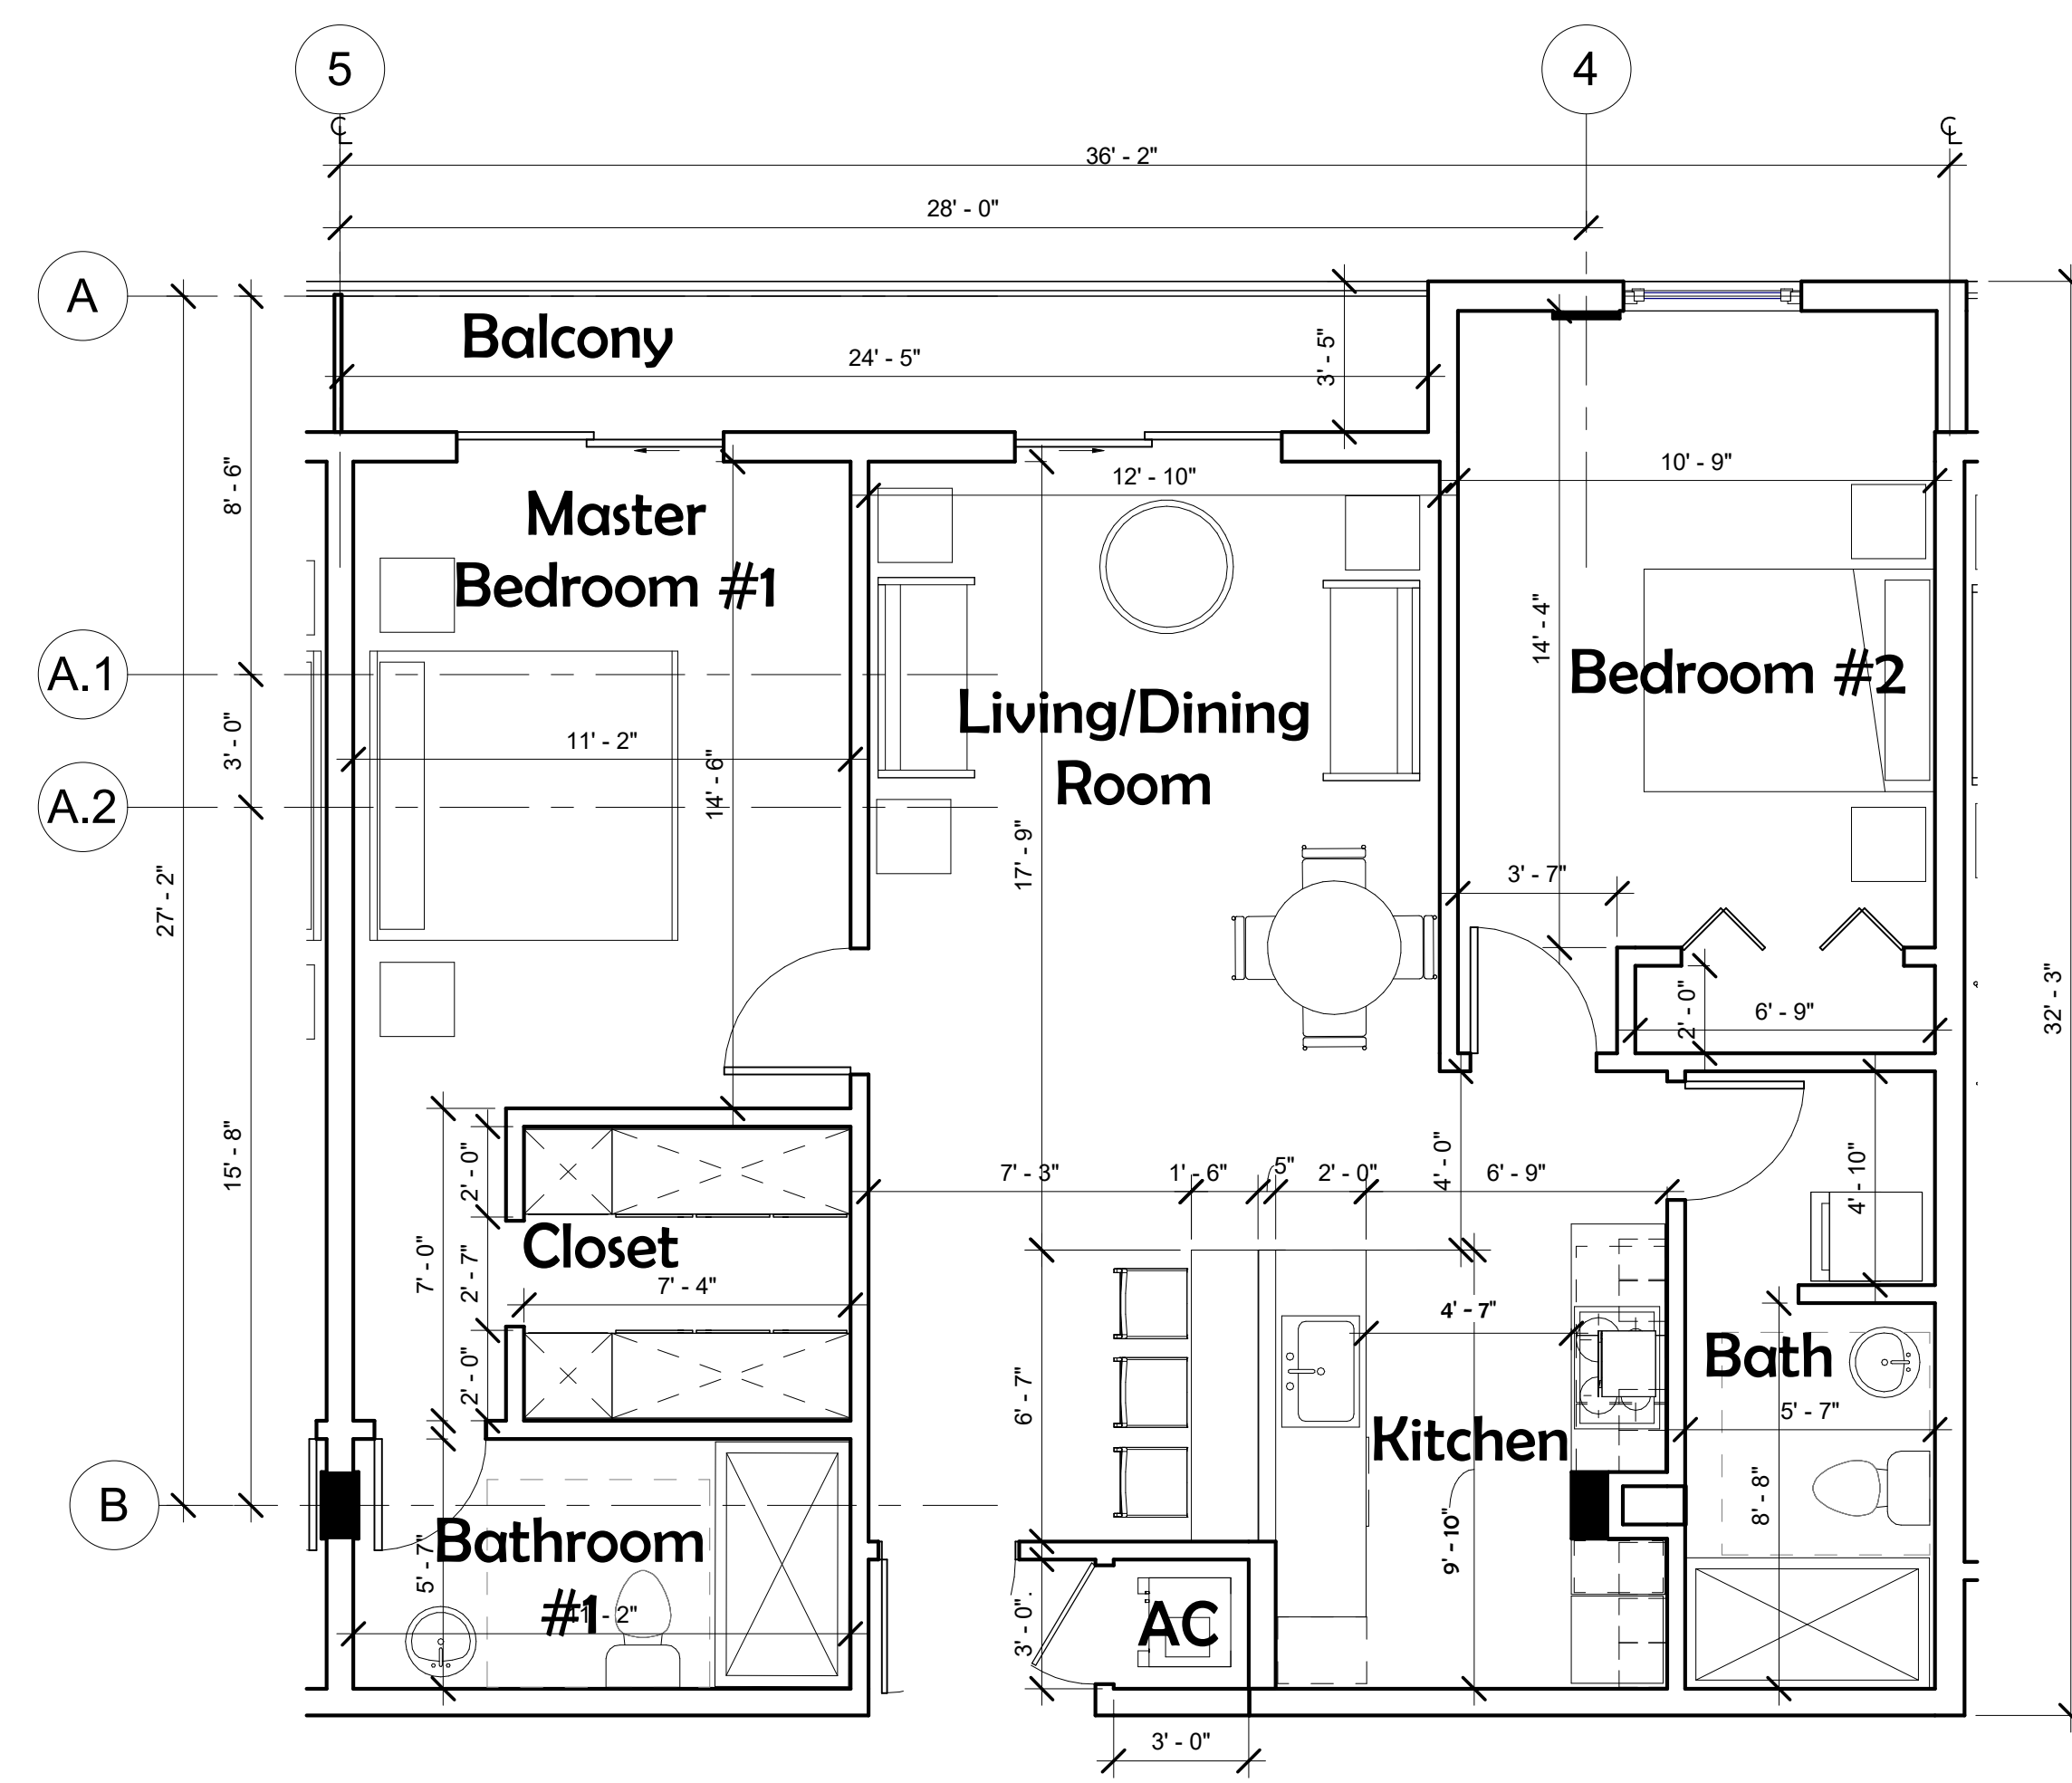 5
4
℄
℄
36' - 2"
28' - 0"
A
Balcony
24' - 5"
3' - 5"
8' - 6"
12' - 10"
10' - 9"
Master
Bedroom #1
14' - 4"
A.1
Bedroom #2
Living/Dining
Room
3' - 0"
11' - 2"
14' - 6"
A.2
17' - 9"
27' - 2"
3' - 7"
2' - 0"
6' - 9"
32' - 3"
15' - 8"
2' - 0"
7' - 3"
1' - 6"
5"
2' - 0"
4' - 0"
6' - 9"
4' - 10"
Closet
7' - 0"
2' - 7"
7' - 4"
4' - 7"
2' - 0"
6' - 7"
Bath
5' - 7"
Kitchen
8' - 8"
B
Bathroom
#1
5' - 7"
11' - 2"
9' - 10"
3' - 0"
AC
3' - 0"